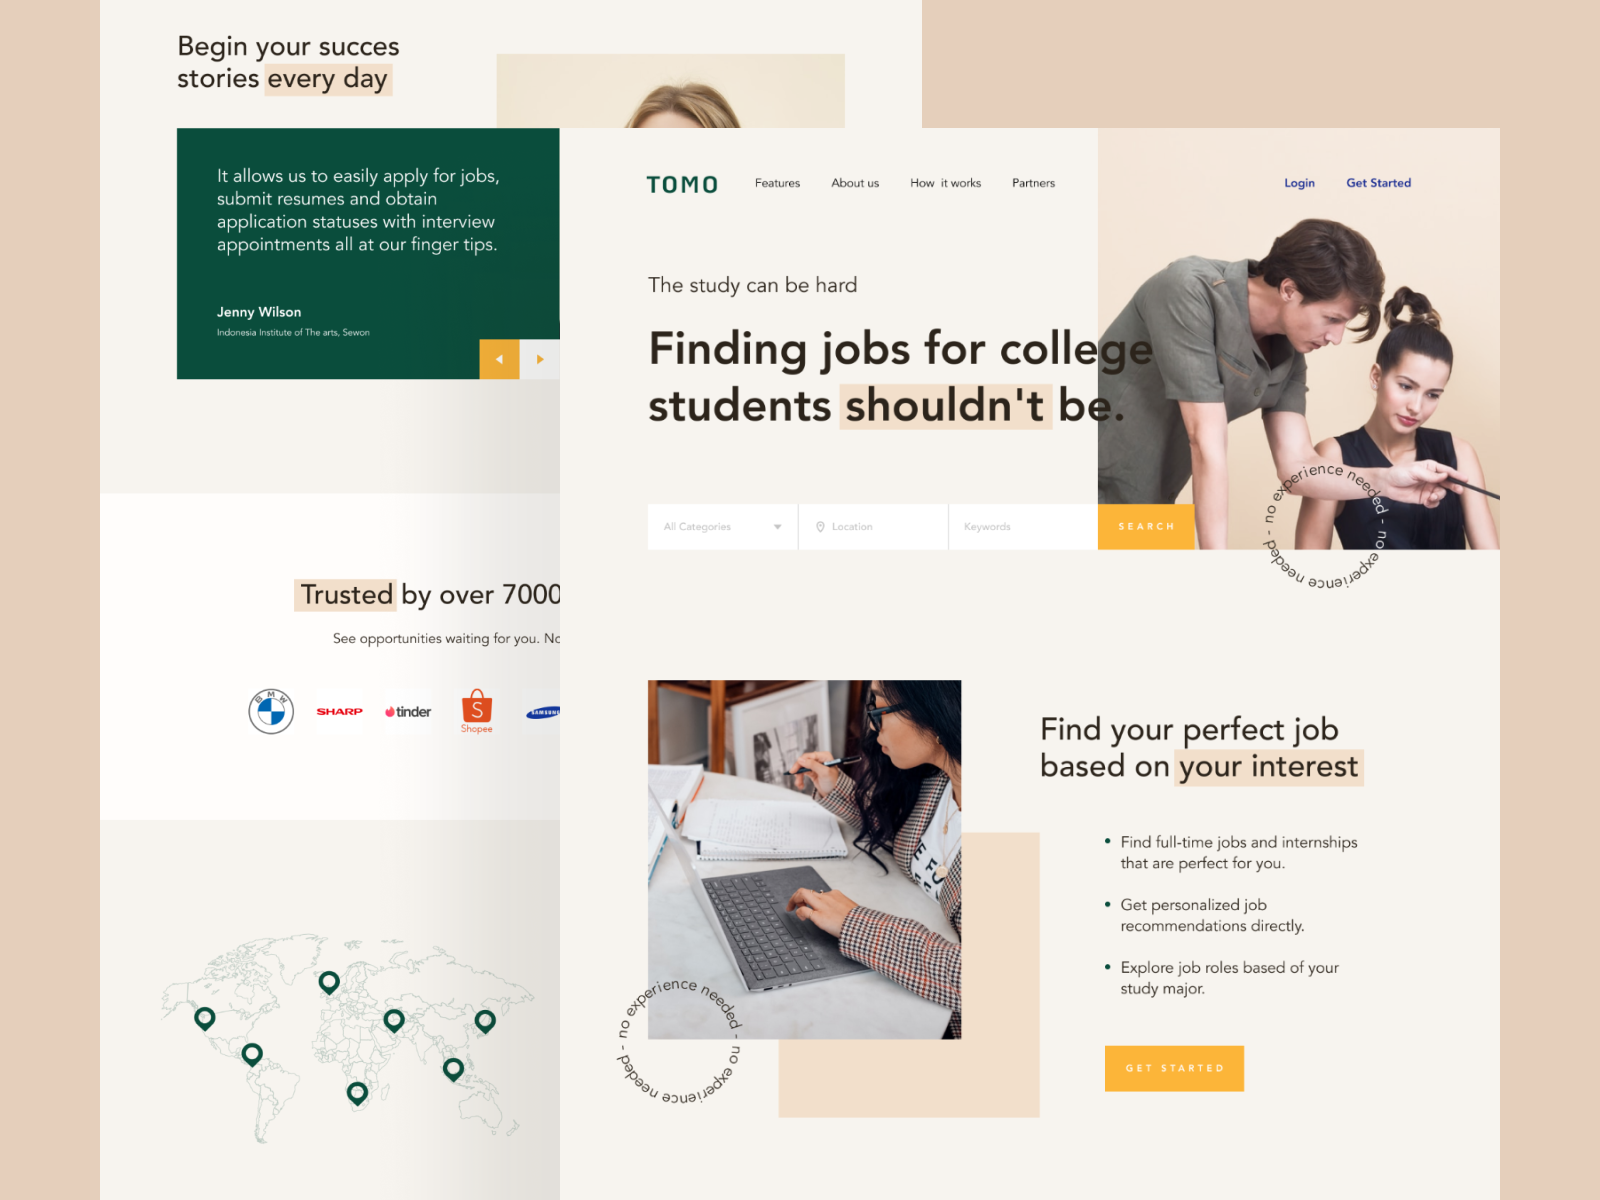 Begin your succes
stories every day
It allows us to easily apply for jobs,
submit resumes and obtain
application statuses with interview
appointments all at our finger tips.
Jenny Wilson
Indonesia Institute of The arts, Sewon
Trusted by over 7000
See opportunities waiting for you. No
BMW
SHARP
tinder
S
Shopee
SAMSUNG
TOMO
Features
About us
How it works
Partners
Login
Get Started
The study can be hard
Finding jobs for college
students shouldn't be.
All Categories
Location
Keywords
SEARCH
no experience needed - no experience needed -
Find your perfect job
based on your interest
Find full-time jobs and internships
that are perfect for you.
Get personalized job
recommendations directly.
Explore job roles based of your
study major.
GET STARTED
no experience needed - no experience needed -